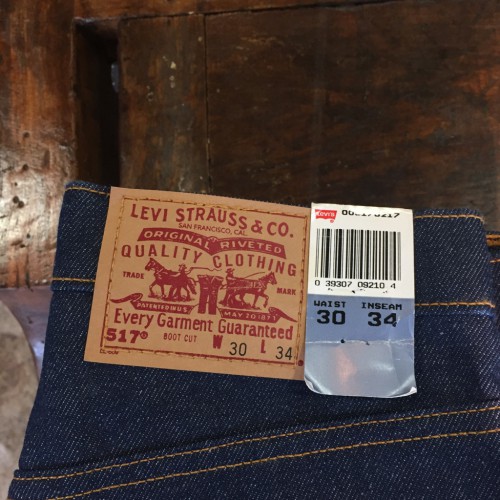 LEVI STRAUSS & CO.
SAN FRANCISCO, CAL.
ORIGINAL RIVETED
QUALITY CLOTHING
TRADE MARK
PATENTED IN U.S. MAY 20 1873
Every Garment Guaranteed
517® BOOT CUT W 30 L 34
Levi's
0 39307 09210 4
WAIST INSEAM
30 34